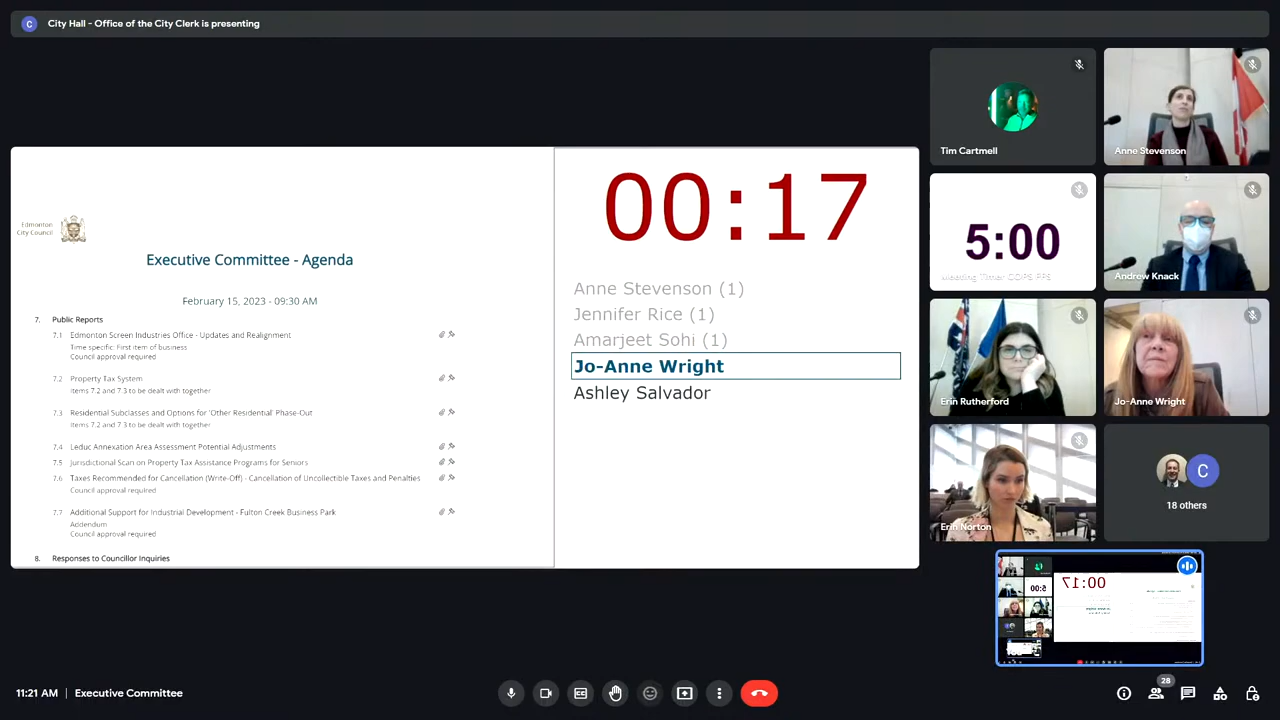 C City Hall - Office of the City Clerk is presenting
Edmonton
City Council
Executive Committee - Agenda
February 15, 2023 - 09:30 AM
7. Public Reports
7.1 Edmonton Screen Industries Office - Updates and Realignment
Time specific: First item of business
Council approval required
7.2 Property Tax System
Items 7.2 and 7.3 to be dealt with together
7.3 Residential Subclasses and Options for 'Other Residential' Phase-Out
Items 7.2 and 7.3 to be dealt with together
7.4 Leduc Annexation Area Assessment Potential Adjustments
7.5 Jurisdictional Scan on Property Tax Assistance Programs for Seniors
7.6 Taxes Recommended for Cancellation (Write-Off) - Cancellation of Uncollectible Taxes and Penalties
Council approval required
7.7 Additional Support for Industrial Development - Fulton Creek Business Park
Addendum
Council approval required
8. Responses to Councillor Inquiries
00:17
Anne Stevenson (1)
Jennifer Rice (1)
Amarjeet Sohi (1)
Jo-Anne Wright
Ashley Salvador
Tim Cartmell
Anne Stevenson
5:00
Meeting Timer COPS PPS
Andrew Knack
Erin Rutherford
Jo-Anne Wright
Erin Norton
C
18 others
00:17
5:00
11:21 AM | Executive Committee
28